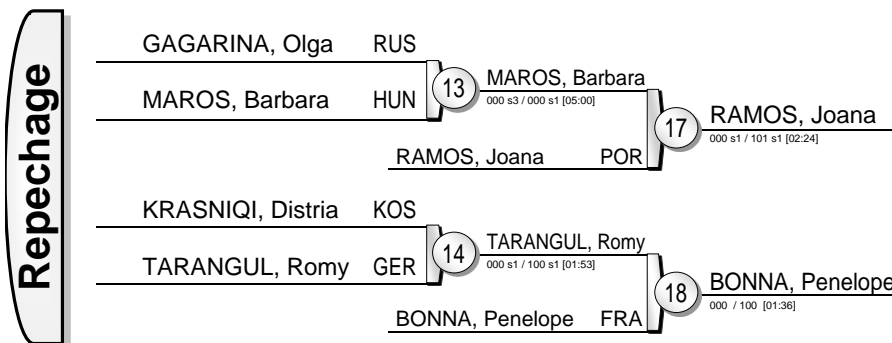 Repechage
GAGARINA, Olga RUS
MAROS, Barbara HUN
13
MAROS, Barbara
000 s3 / 000 s1 [05:00]
RAMOS, Joana POR
17
RAMOS, Joana
000 s1 / 101 s1 [02:24]
KRASNIQI, Distria KOS
TARANGUL, Romy GER
14
TARANGUL, Romy
000 s1 / 100 s1 [01:53]
BONNA, Penelope FRA
18
BONNA, Penelope
000 / 100 [01:36]